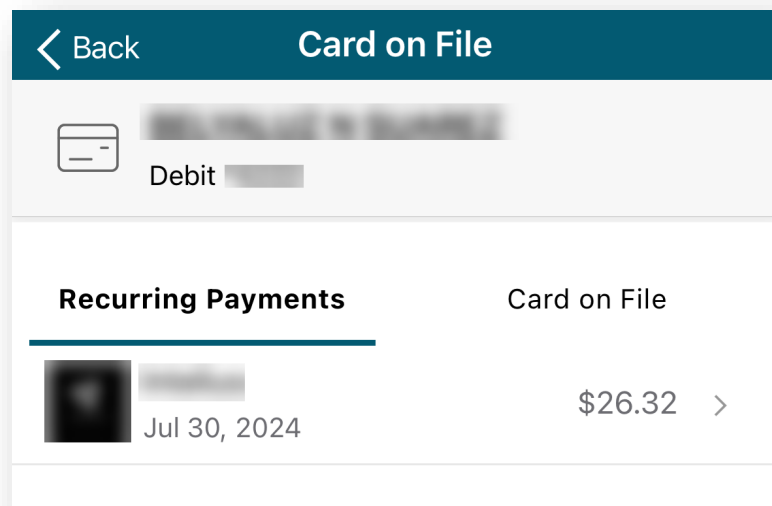 Back
Card on File
Debit
Recurring Payments
Card on File
Jul 30, 2024
$26.32